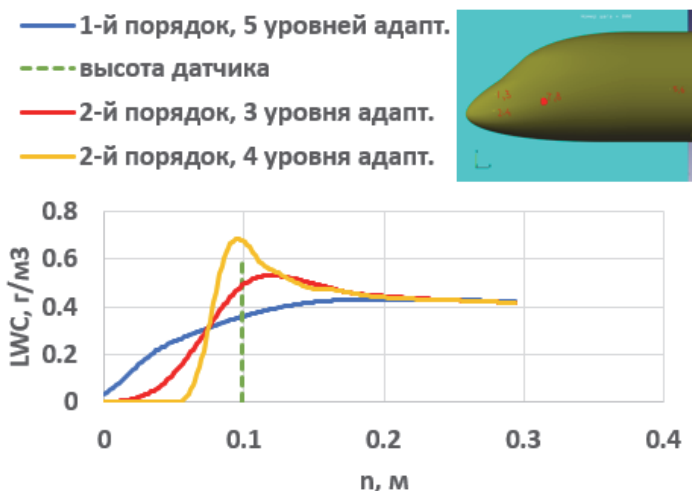 1-й порядок, 5 уровней адапт.
высота датчика
2-й порядок, 3 уровня адапт.
2-й порядок, 4 уровня адапт.
0.8
0.6
0.4
0.2
0
LWC, г/м3
0 0.1 0.2 0.3 0.4
n, м